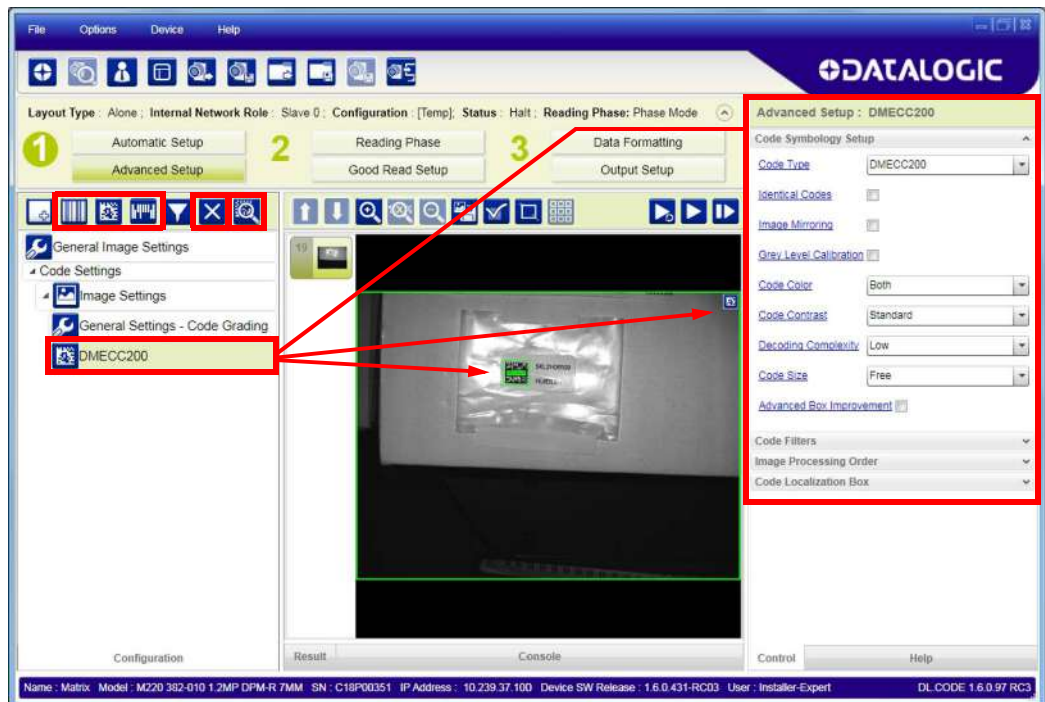 File Options Device Help
DATALOGIC
Layout Type : Alone ; Internal Network Role : Slave 0 ; Configuration : [Temp]; Status : Halt ; Reading Phase: Phase Mode
1
Automatic Setup
Advanced Setup
2
Reading Phase
Good Read Setup
3
Data Formatting
Output Setup
General Image Settings
Code Settings
Image Settings
General Settings - Code Grading
DMECC200
Configuration
19
Result
Console
Advanced Setup : DMECC200
Code Symbology Setup
Code Type DMECC200
Identical Codes
Image Mirroring
Grey Level Calibration
Code Color Both
Code Contrast Standard
Decoding Complexity Low
Code Size Free
Advanced Box Improvement
Code Filters
Image Processing Order
Code Localization Box
Control
Help
Name : Matrix Model : M220 382-010 1.2MP DPM-R 7MM SN : C18P00351 IP Address : 10.239.37.100 Device SW Release : 1.6.0.431-RC03 User : Installer-Expert DL.CODE 1.6.0.97 RC3